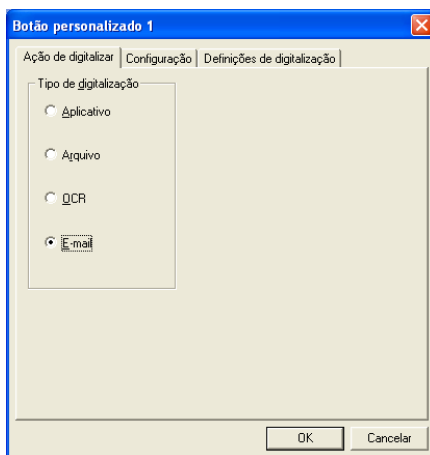 Botão personalizado 1
Ação de digitalizar Configuração Definições de digitalização
Tipo de digitalização
Aplicativo
Arquivo
OCR
E-mail
OK Cancelar